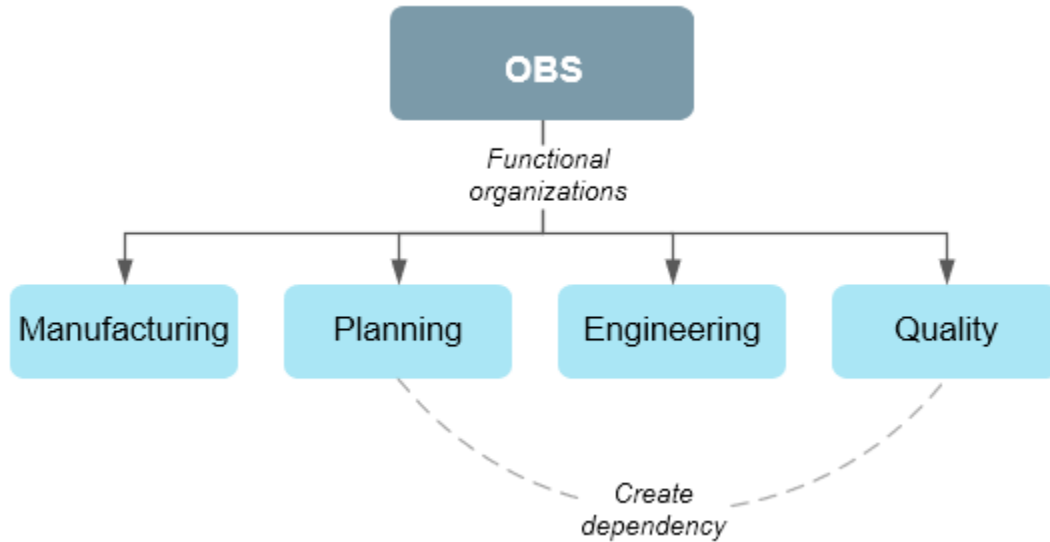 OBS
Functional
organizations
Manufacturing
Planning
Engineering
Quality
Create
dependency